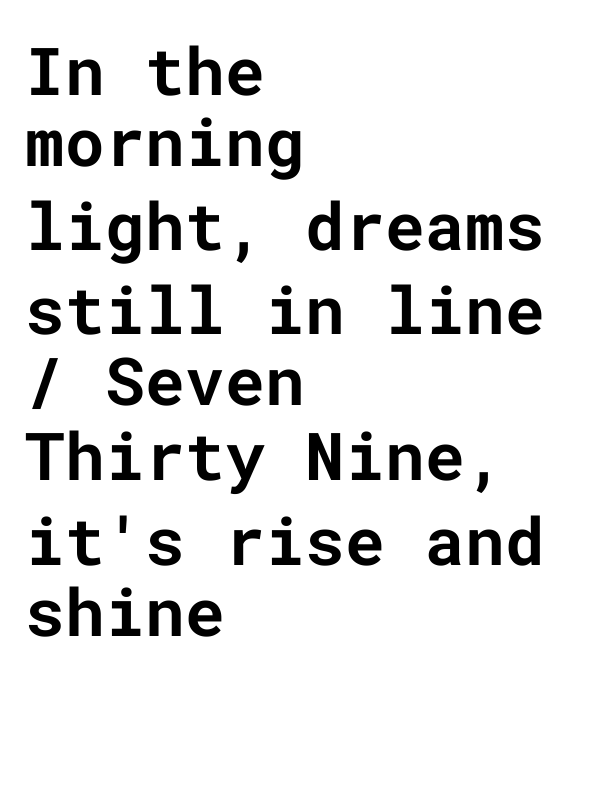 In the
morning
light, dreams
still in line
/ Seven
Thirty Nine,
it's rise and
shine